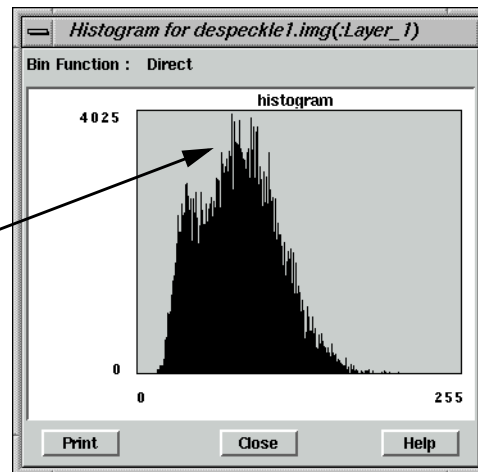 Histogram for despeckle1.img(:Layer_1)
Bin Function : Direct
histogram
4025
0
0 255
Print Close Help